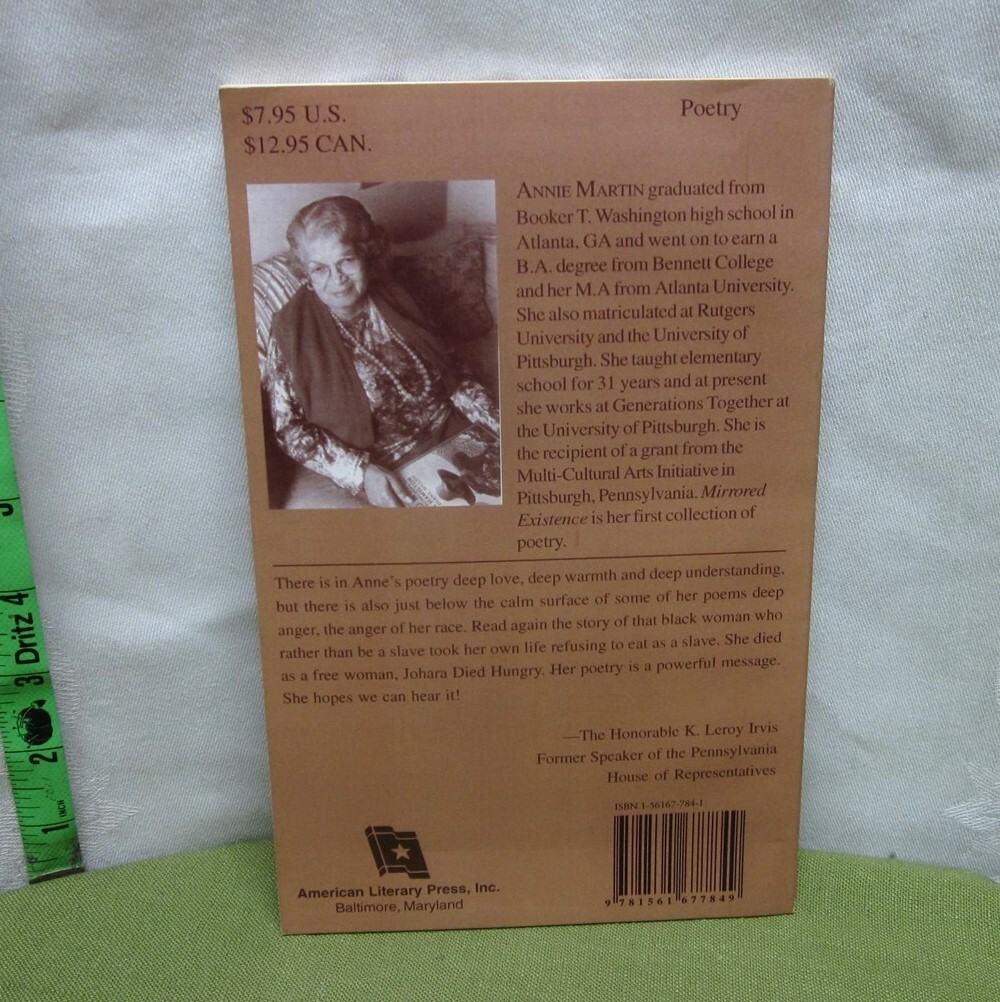 $7.95 U.S.
$12.95 CAN.
Poetry
ANNIE MARTIN graduated from
Booker T. Washington high school in
Atlanta, GA and went on to earn a
B.A. degree from Bennett College
and her M.A from Atlanta University.
She also matriculated at Rutgers
University and the University of
Pittsburgh. She taught elementary
school for 31 years and at present
she works at Generations Together at
the University of Pittsburgh. She is
the recipient of a grant from the
Multi-Cultural Arts Initiative in
Pittsburgh, Pennsylvania. Mirrored
Existence is her first collection of
poetry.
There is in Anne's poetry deep love, deep warmth and deep understanding,
but there is also just below the calm surface of some of her poems deep
anger, the anger of her race. Read again the story of that black woman who
rather than be a slave took her own life refusing to eat as a slave. She died
as a free woman, Johara Died Hungry. Her poetry is a powerful message.
She hopes we can hear it!
—The Honorable K. Leroy Irvis
Former Speaker of the Pennsylvania
House of Representatives
ISBN 1-56167-784-1
9 781561 677849
American Literary Press, Inc.
Baltimore, Maryland
1 INCH 2 3 Dritz 4